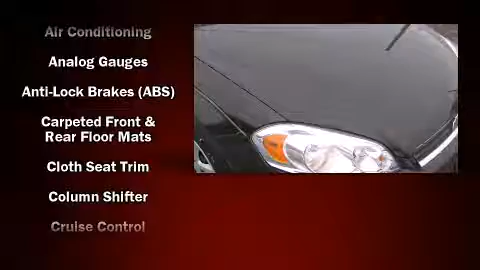 Air Conditioning
Analog Gauges
Anti-Lock Brakes (ABS)
Carpeted Front &
Rear Floor Mats
Cloth Seat Trim
Column Shifter
Cruise Control